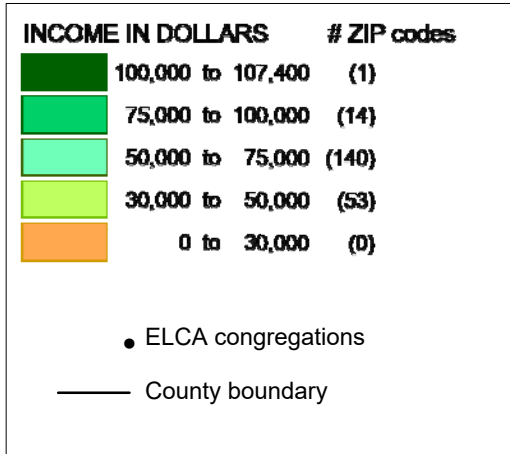 INCOME IN DOLLARS # ZIP codes
100,000 to 107,400 (1)
75,000 to 100,000 (14)
50,000 to 75,000 (140)
30,000 to 50,000 (53)
0 to 30,000 (0)
ELCA congregations
County boundary